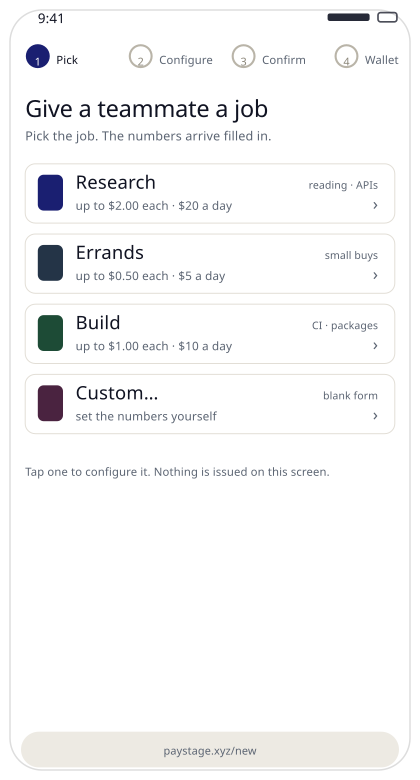 9:41
1 Pick 2 Configure 3 Confirm 4 Wallet
Give a teammate a job
Pick the job. The numbers arrive filled in.
Research reading · APIs
up to $2.00 each · $20 a day ›
Errands small buys
up to $0.50 each · $5 a day ›
Build CI · packages
up to $1.00 each · $10 a day ›
Custom... blank form
set the numbers yourself ›
Tap one to configure it. Nothing is issued on this screen.
paystage.xyz/new